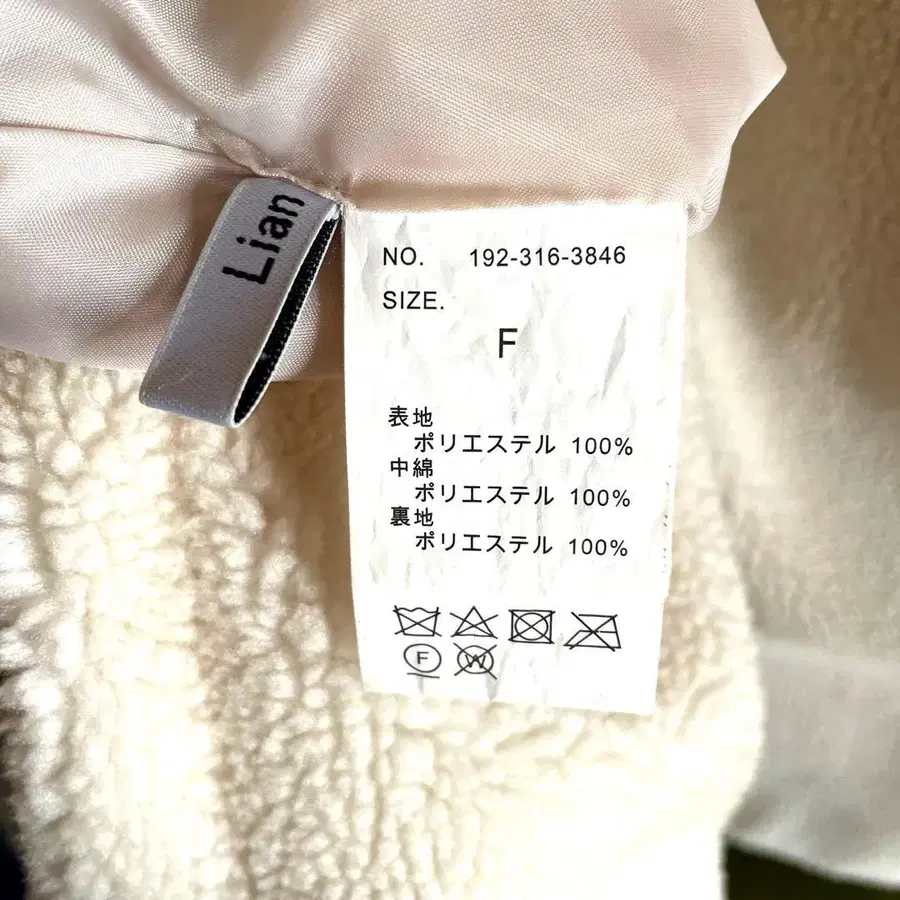 Lian
NO. 192-316-3846
SIZE.
F
表地
ポリエステル 100%
中綿
ポリエステル 100%
裏地
ポリエステル 100%
F W